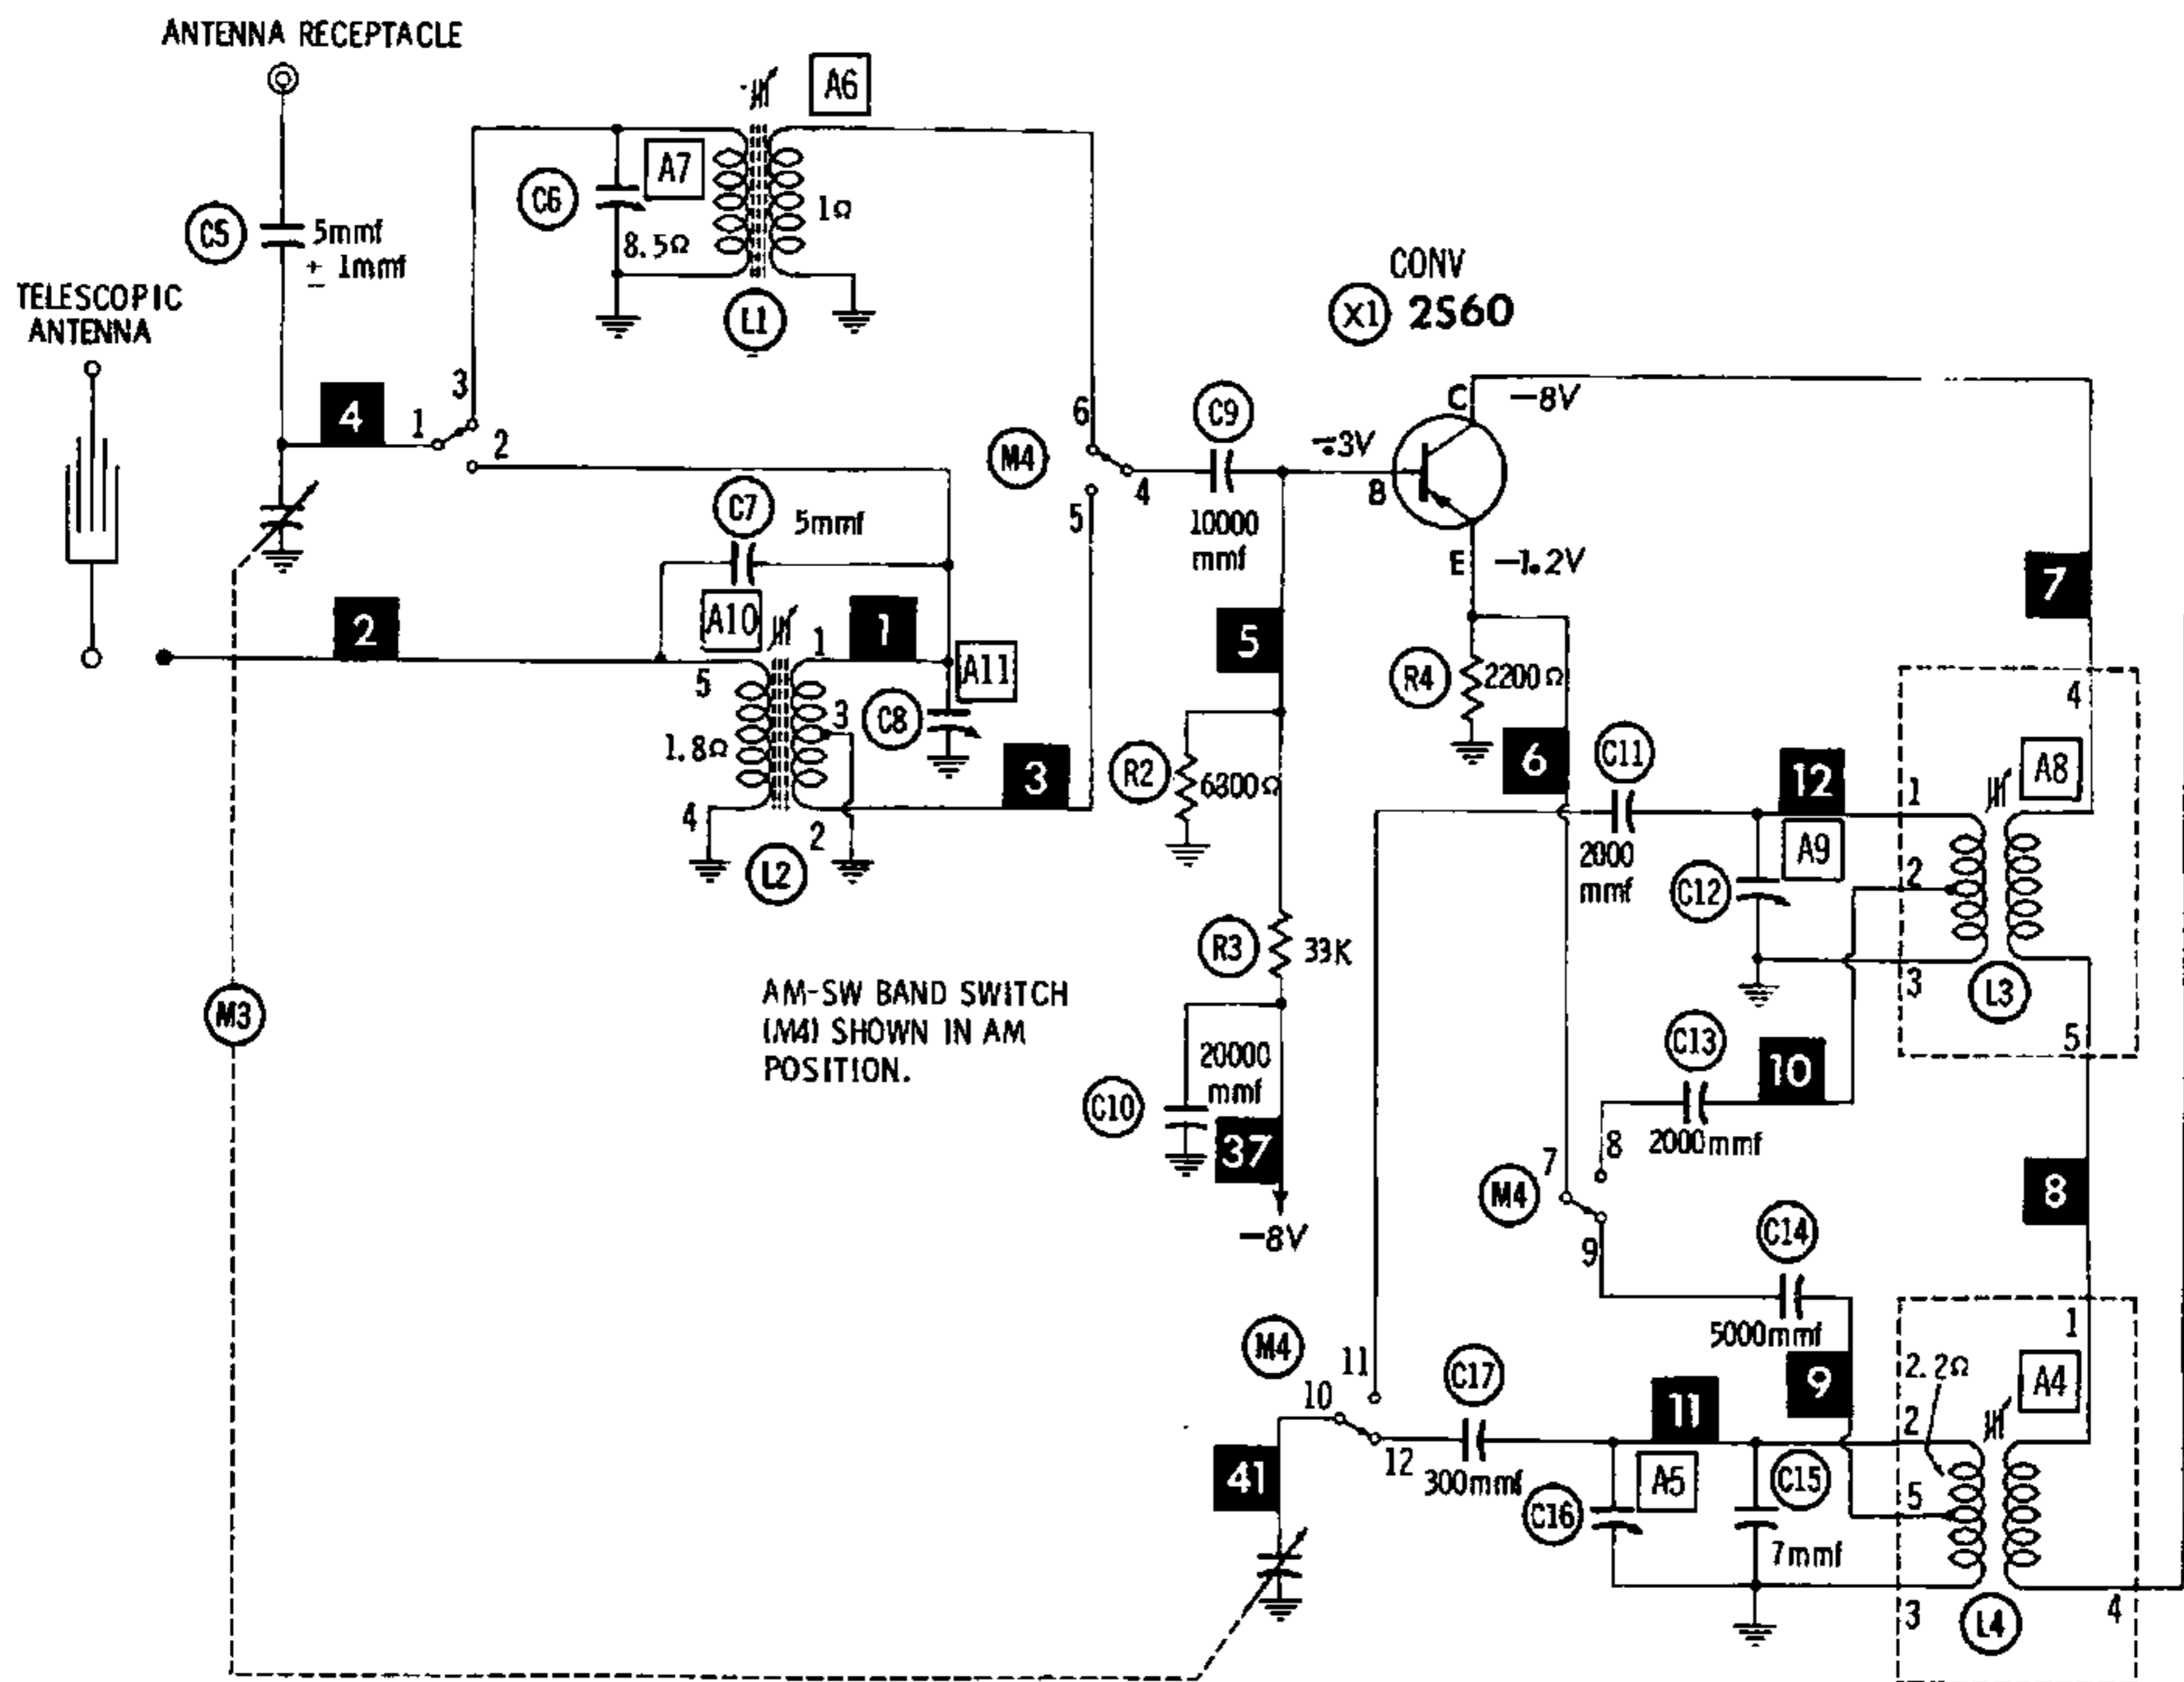 ANTENNA RECEPTACLE
A6
A7
C6
C5
5mmf
± 1mmf
8.5Ω
1Ω
L1
CONV
X1 2S60
TELESCOPIC
ANTENNA
4
1
3
2
C -8V
C9
6
M4
-.3V
4
5
B
10000
mmf
C7
5mmf
E -1.2V
7
2
A10
1
1
5
A11
5
R4
2200Ω
4
3
C8
1.8Ω
6
C11
12
A8
3
R2
6800Ω
1
4
2
L2
2000
mmf
A9
2
C12
R3
33K
3
L3
AM-SW BAND SWITCH
(M4) SHOWN IN AM
POSITION.
M3
C13
5
20000
mmf
10
C10
37
8
2000mmf
7
M4
8
C14
-8V
9
5000mmf
1
M4
11
C17
2.2Ω
A4
10
11
9
2
12
300mmf
41
A5
C15
5
C16
7mmf
3
L4
4